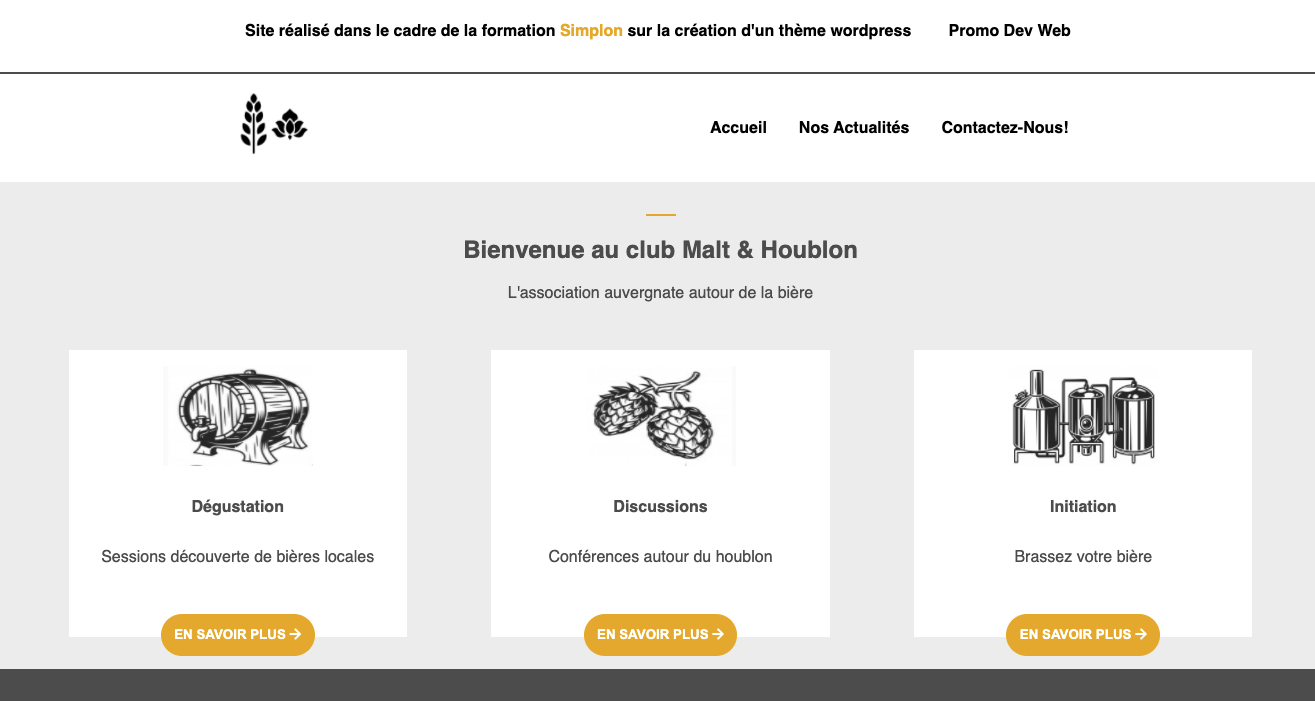 Site réalisé dans le cadre de la formation Simplon sur la création d'un thème wordpress Promo Dev Web
Accueil Nos Actualités Contactez-Nous!
Bienvenue au club Malt & Houblon
L'association auvergnate autour de la bière
Dégustation
Sessions découverte de bières locales
EN SAVOIR PLUS →
Discussions
Conférences autour du houblon
EN SAVOIR PLUS →
Initiation
Brassez votre bière
EN SAVOIR PLUS →